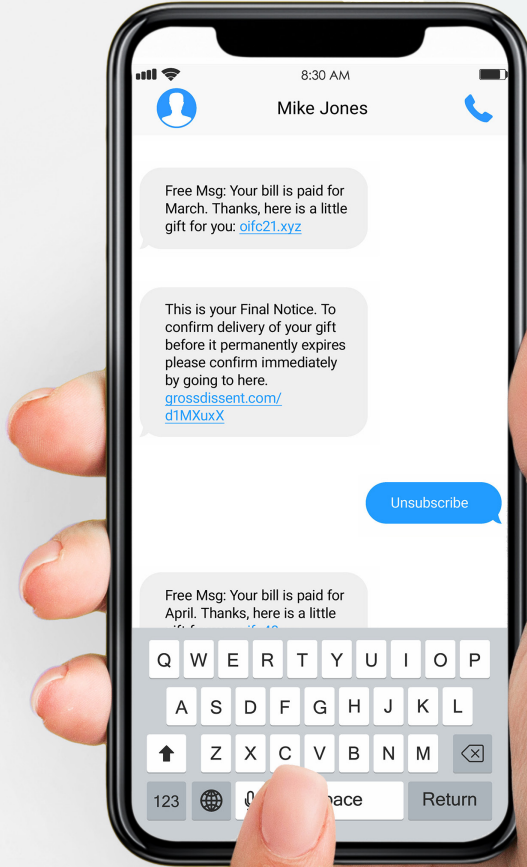 8:30 AM
Mike Jones
Free Msg: Your bill is paid for
March. Thanks, here is a little
gift for you: oifc21.xyz
This is your Final Notice. To
confirm delivery of your gift
before it permanently expires
please confirm immediately
by going to here.
grossdissent.com/
d1MXuxX
Unsubscribe
Free Msg: Your bill is paid for
April. Thanks, here is a little
Q W E R T Y U I O P
A S D F G H J K L
Z X C V B N M
123 Return